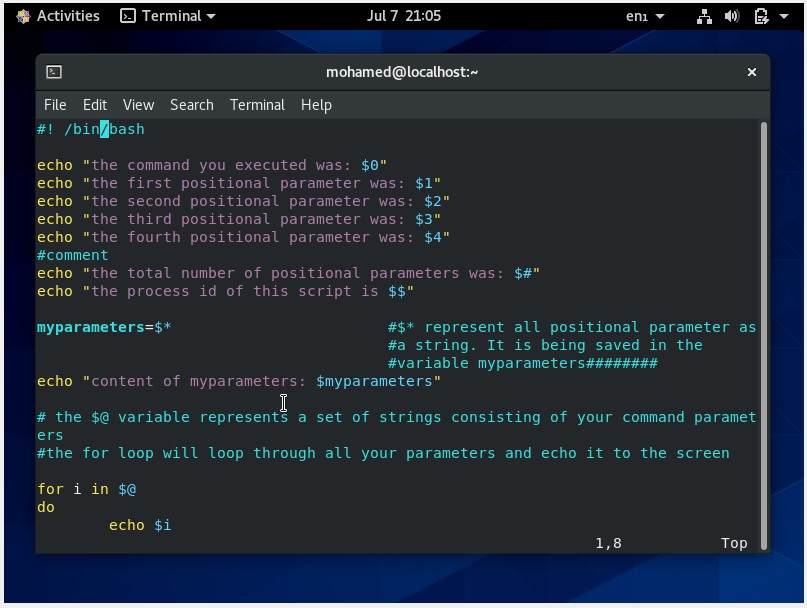 Activities Terminal Jul 7 21:05 en₁
mohamed@localhost:~
File Edit View Search Terminal Help
#! /bin/bash
echo "the command you executed was: $0"
echo "the first positional parameter was: $1"
echo "the second positional parameter was: $2"
echo "the third positional parameter was: $3"
echo "the fourth positional parameter was: $4"
#comment
echo "the total number of positional parameters was: $#"
echo "the process id of this script is $$"
myparameters=$* #$* represent all positional parameter as
#a string. It is being saved in the
#variable myparameters########
echo "content of myparameters: $myparameters"
# the $@ variable represents a set of strings consisting of your command paramet
ers
#the for loop will loop through all your parameters and echo it to the screen
for i in $@
do
echo $i
1,8 Top